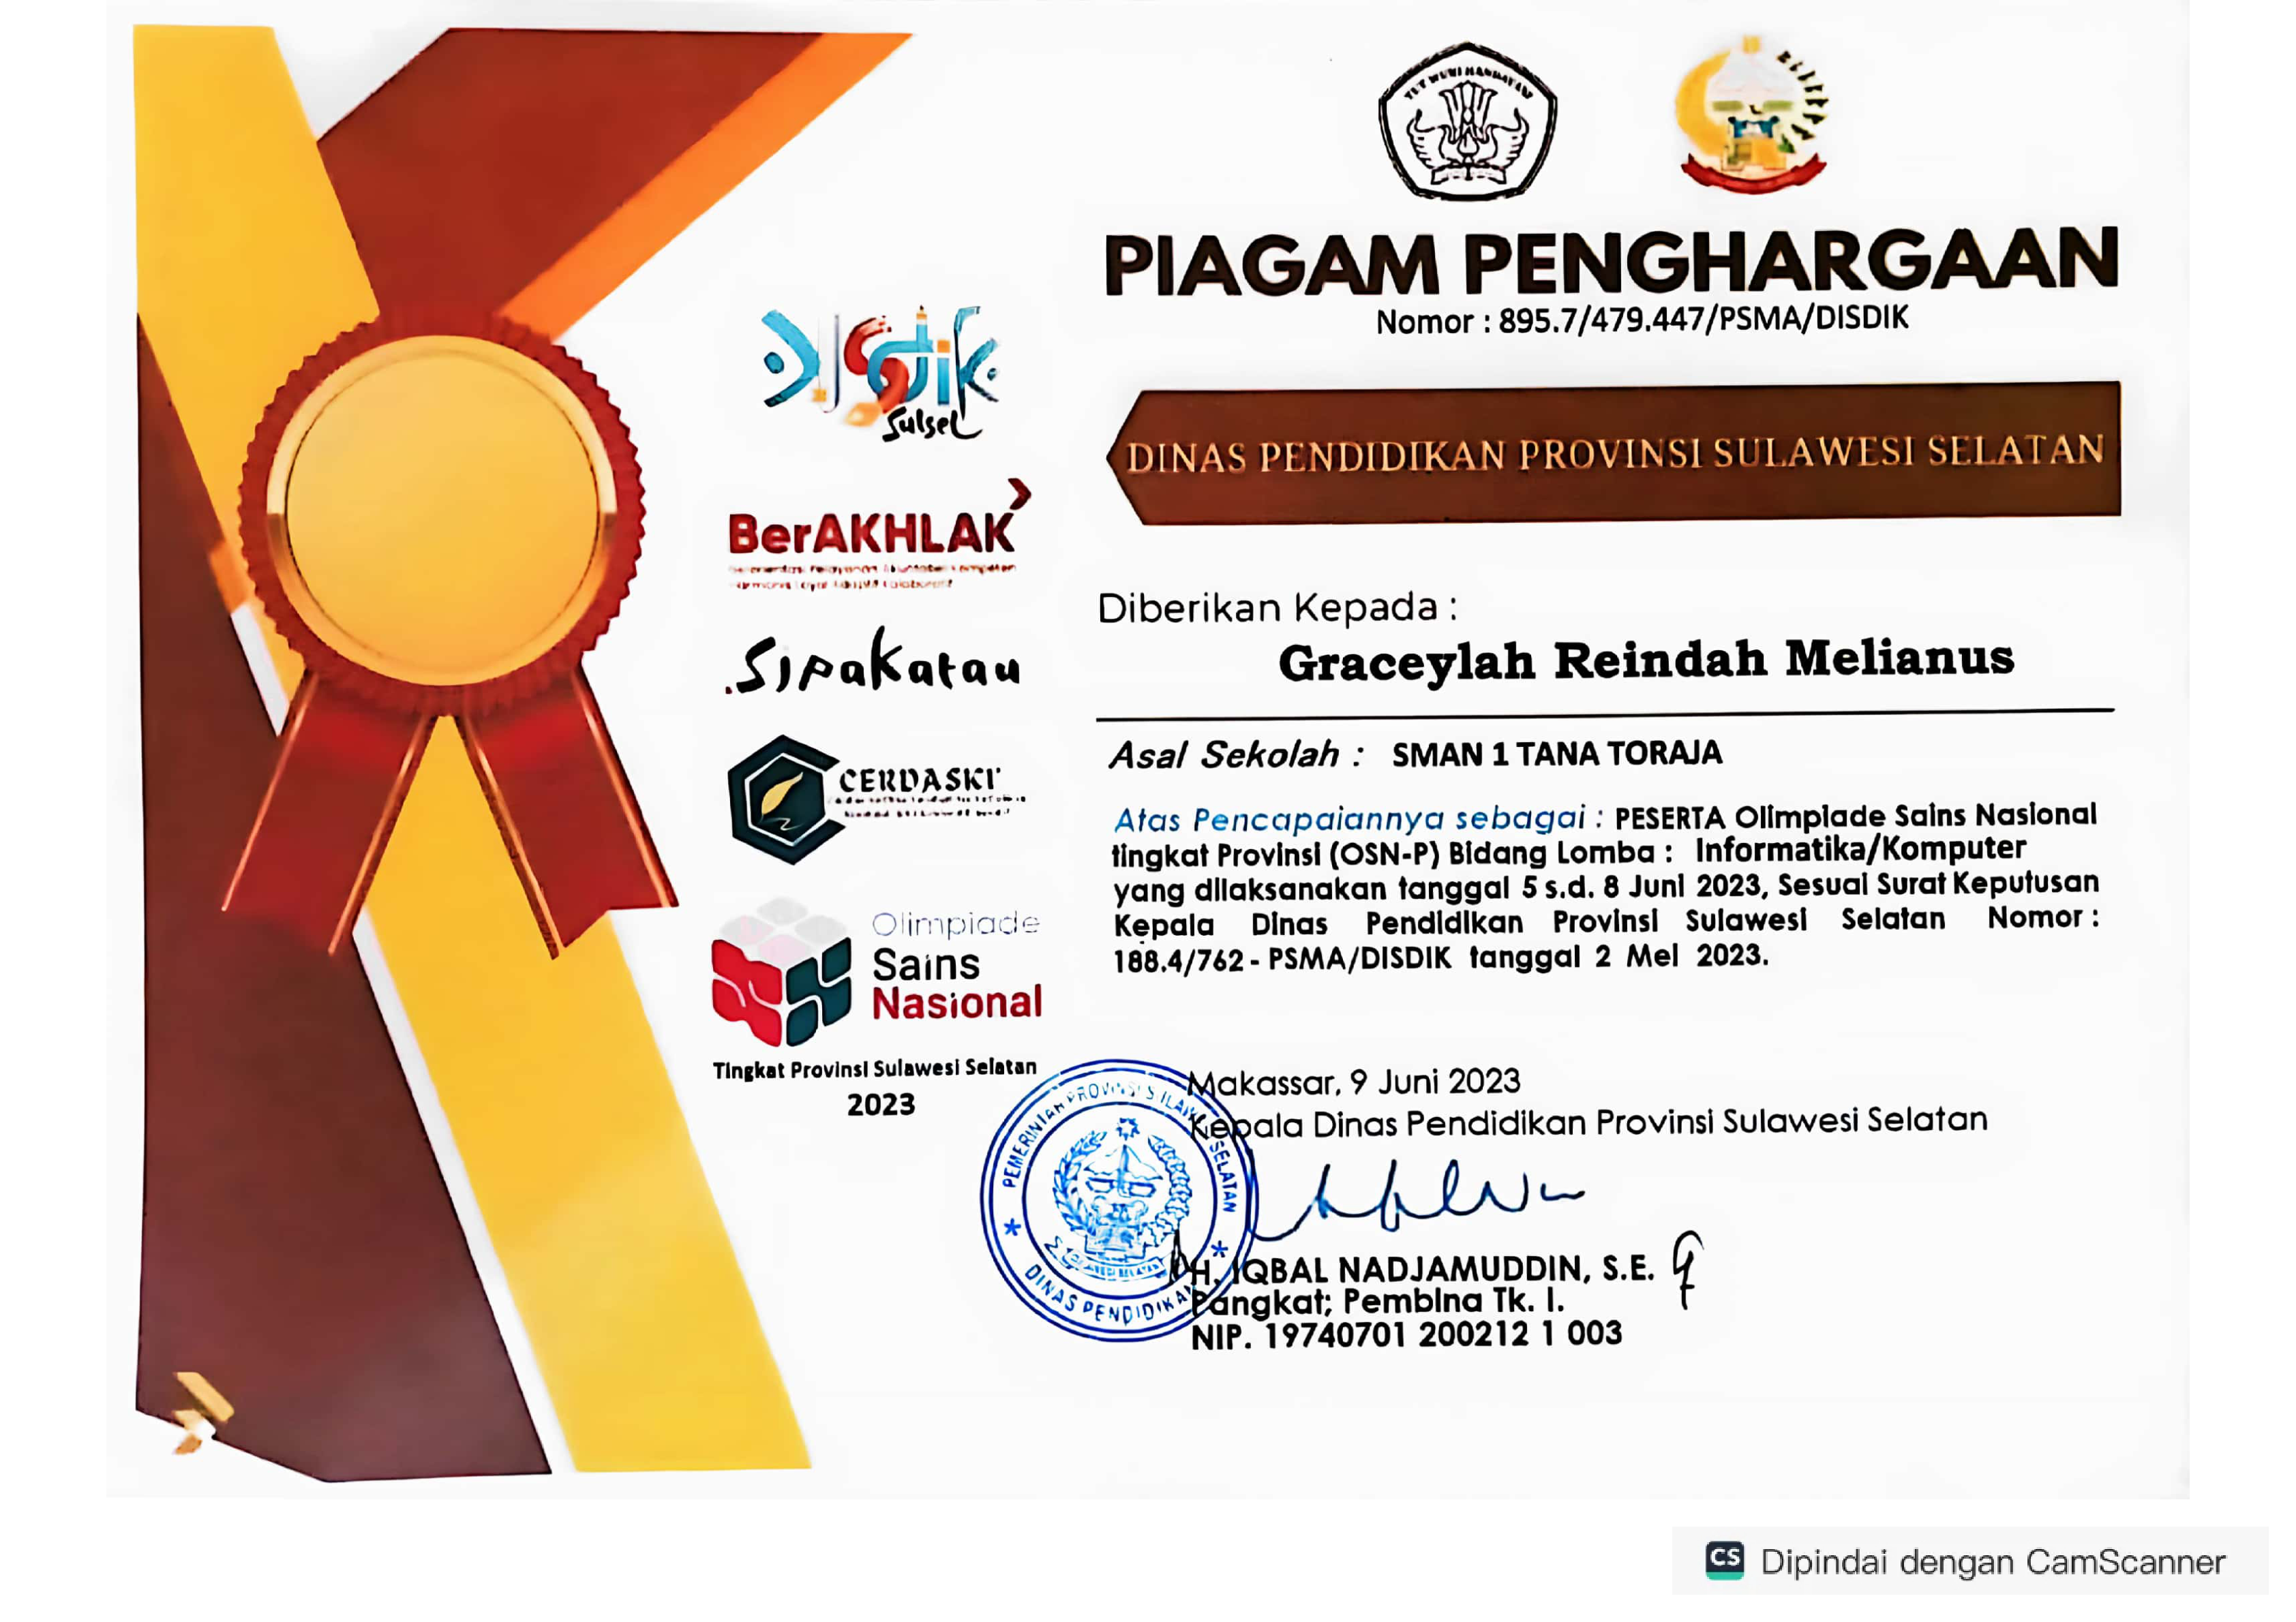 TUT WURI HANDAYANI
PIAGAM PENGHARGAAN
Nomor : 895.7/479.447/PSMA/DISDIK
DINAS PENDIDIKAN PROVINSI SULAWESI SELATAN
Disdik
Sulsel
BerAKHLAK
Sipakatau
CERDASKI
Olimpiade
Sains
Nasional
Tingkat Provinsi Sulawesi Selatan
2023
Diberikan Kepada :
Graceylah Reindah Melianus
Asal Sekolah : SMAN 1 TANA TORAJA
Atas Pencapaiannya sebagai : PESERTA Olimpiade Sains Nasional
tingkat Provinsi (OSN-P) Bidang Lomba : Informatika/Komputer
yang dilaksanakan tanggal 5 s.d. 8 Juni 2023, Sesuai Surat Keputusan
Kepala Dinas Pendidikan Provinsi Sulawesi Selatan Nomor :
188.4/762 - PSMA/DISDIK tanggal 2 Mei 2023.
Makassar, 9 Juni 2023
Kepala Dinas Pendidikan Provinsi Sulawesi Selatan
PEMERINTAH PROVINSI SULAWESI SELATAN
DINAS PENDIDIKAN
H. IQBAL NADJAMUDDIN, S.E.
Pangkat; Pembina Tk. I.
NIP. 19740701 200212 1 003
CS Dipindai dengan CamScanner